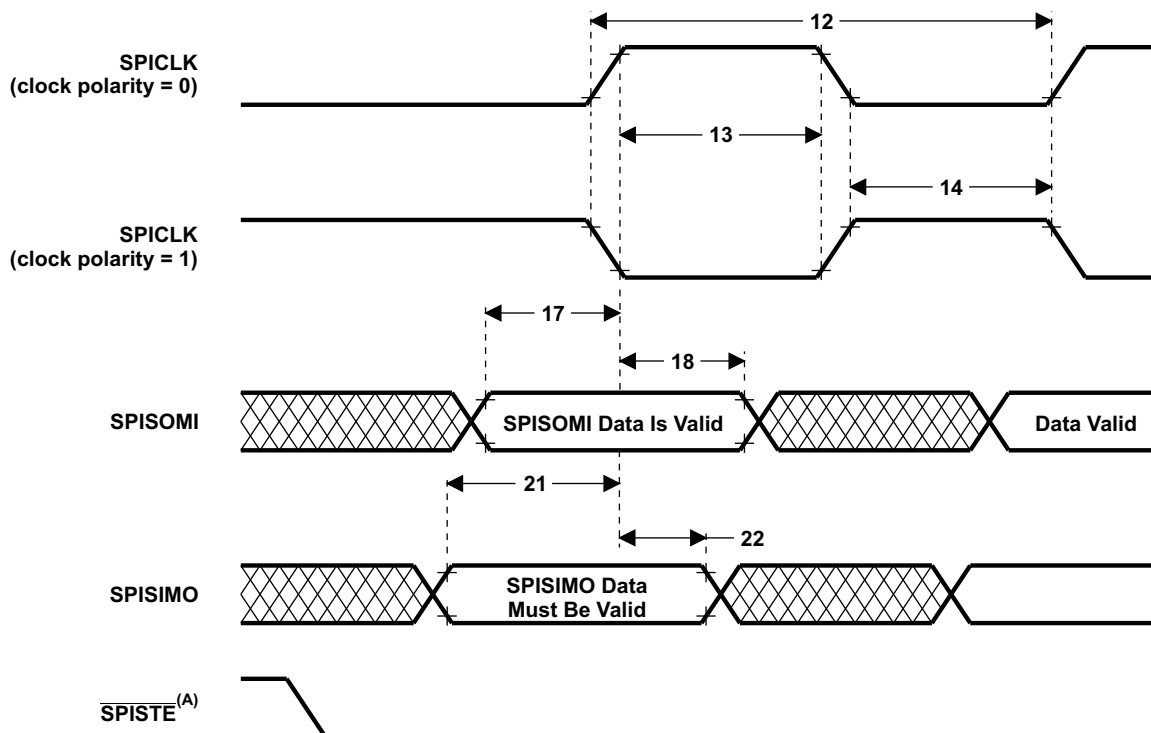 12
SPICLK
(clock polarity = 0)
13
14
SPICLK
(clock polarity = 1)
17
18
SPISOMI
SPISOMI Data Is Valid
Data Valid
21
22
SPISIMO
SPISIMO Data
Must Be Valid
SPISTE(A)